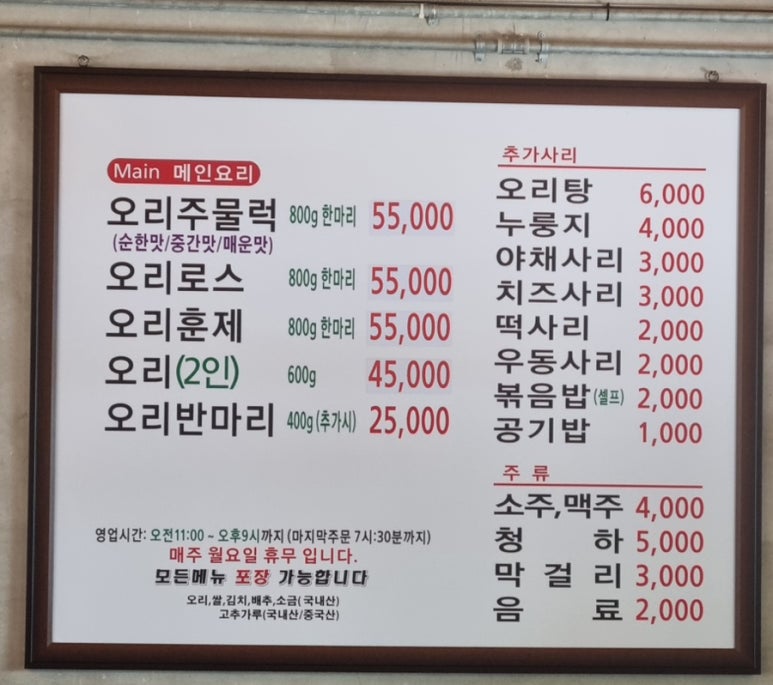 Main 메인요리
오리주물럭 800g 한마리 55,000
(순한맛/중간맛/매운맛)
오리로스 800g 한마리 55,000
오리훈제 800g 한마리 55,000
오리(2인) 600g 45,000
오리반마리 400g (추가시) 25,000
영업시간: 오전11:00 ~ 오후9시까지 (마지막주문 7시:30분까지)
매주 월요일 휴무 입니다.
모든메뉴 포장 가능합니다
오리,쌀,김치,배추,소금( 국내산)
고추가루(국내산/중국산)
추가사리
오리탕 6,000
누룽지 4,000
야채사리 3,000
치즈사리 3,000
떡사리 2,000
우동사리 2,000
볶음밥(셀프) 2,000
공기밥 1,000
주 류
소주,맥주 4,000
청 하 5,000
막 걸 리 3,000
음 료 2,000